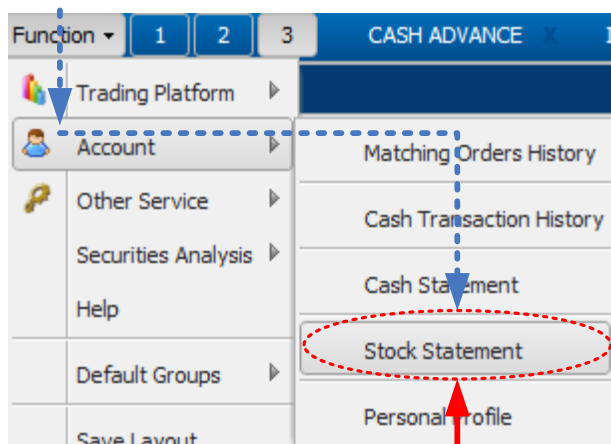 Function 1 2 3 CASH ADVANCE X
Trading Platform
Account
Matching Orders History
Other Service
Cash Transaction History
Securities Analysis
Cash Statement
Help
Stock Statement
Default Groups
Personal Profile
Save Layout